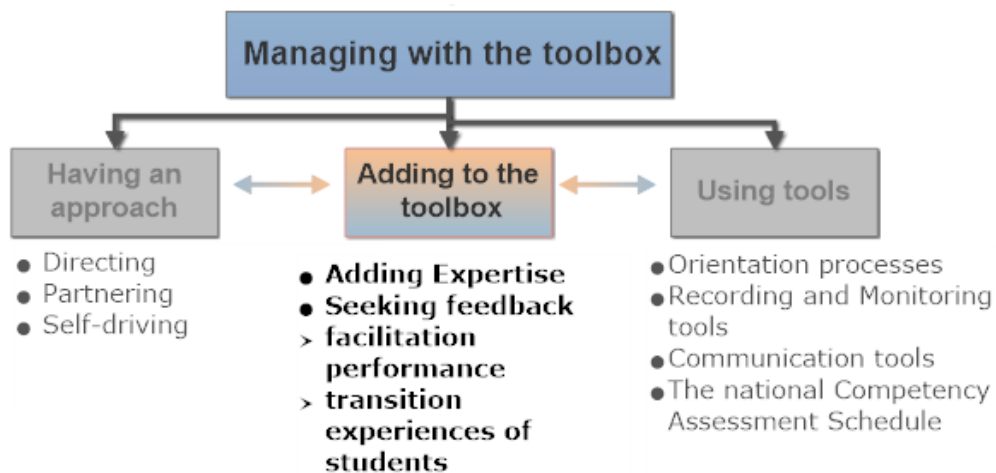 Managing with the toolbox
Having an
approach
● Directing
● Partnering
● Self-driving
Adding to the
toolbox
● Adding Expertise
● Seeking feedback
➢ facilitation
performance
➢ transition
experiences of
students
Using tools
● Orientation processes
● Recording and Monitoring
tools
● Communication tools
● The national Competency
Assessment Schedule